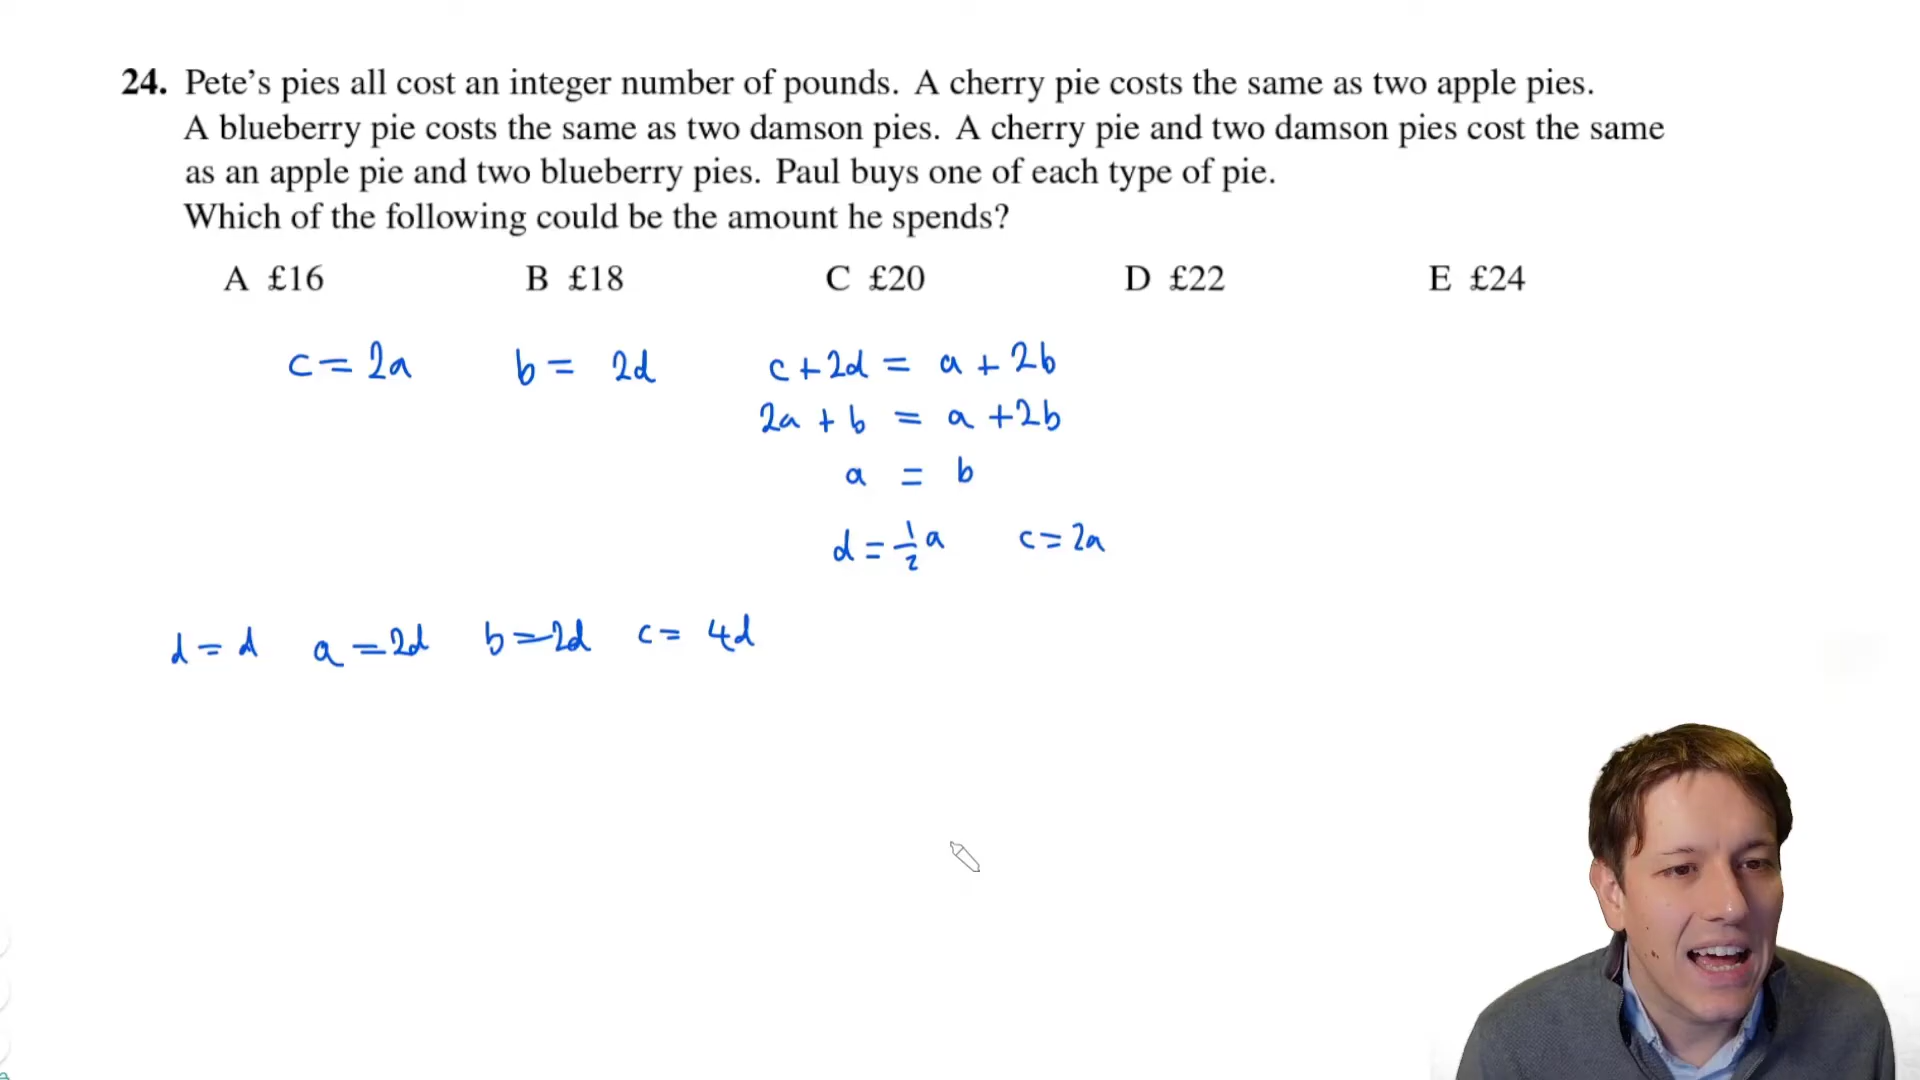 24. Pete's pies all cost an integer number of pounds. A cherry pie costs the same as two apple pies.
A blueberry pie costs the same as two damson pies. A cherry pie and two damson pies cost the same
as an apple pie and two blueberry pies. Paul buys one of each type of pie.
Which of the following could be the amount he spends?
A £16 B £18 C £20 D £22 E £24
c = 2a b = 2d c + 2d = a + 2b
2a + b = a + 2b
a = b
d = 1/2 a c = 2a
d = d a = 2d b = 2d c = 4d